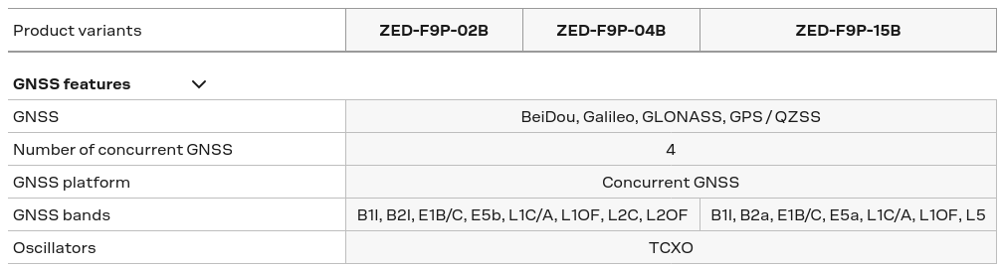 Product variants ZED-F9P-02B ZED-F9P-04B ZED-F9P-15B
GNSS features
GNSS BeiDou, Galileo, GLONASS, GPS / QZSS
Number of concurrent GNSS 4
GNSS platform Concurrent GNSS
GNSS bands B1I, B2I, E1B/C, E5b, L1C/A, L1OF, L2C, L2OF B1I, B2a, E1B/C, E5a, L1C/A, L1OF, L5
Oscillators TCXO